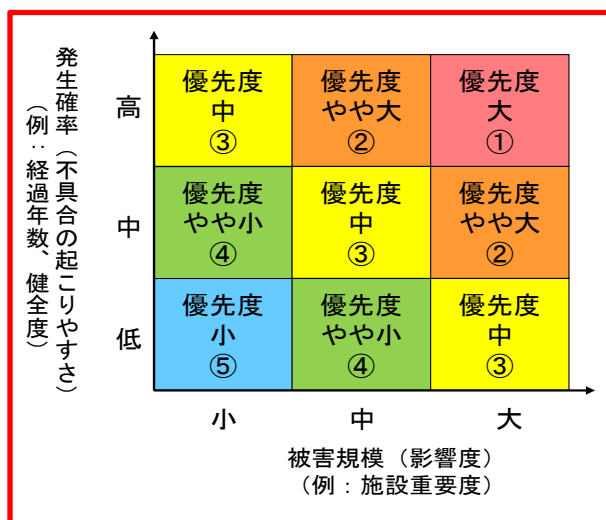 発生確率（不具合の起こりやすさ）
（例：経過年数、健全度）
高
優先度
中
③
優先度
やや大
②
優先度
大
①
中
優先度
やや小
④
優先度
中
③
優先度
やや大
②
低
優先度
小
⑤
優先度
やや小
④
優先度
中
③
小
中
大
被害規模（影響度）
（例：施設重要度）